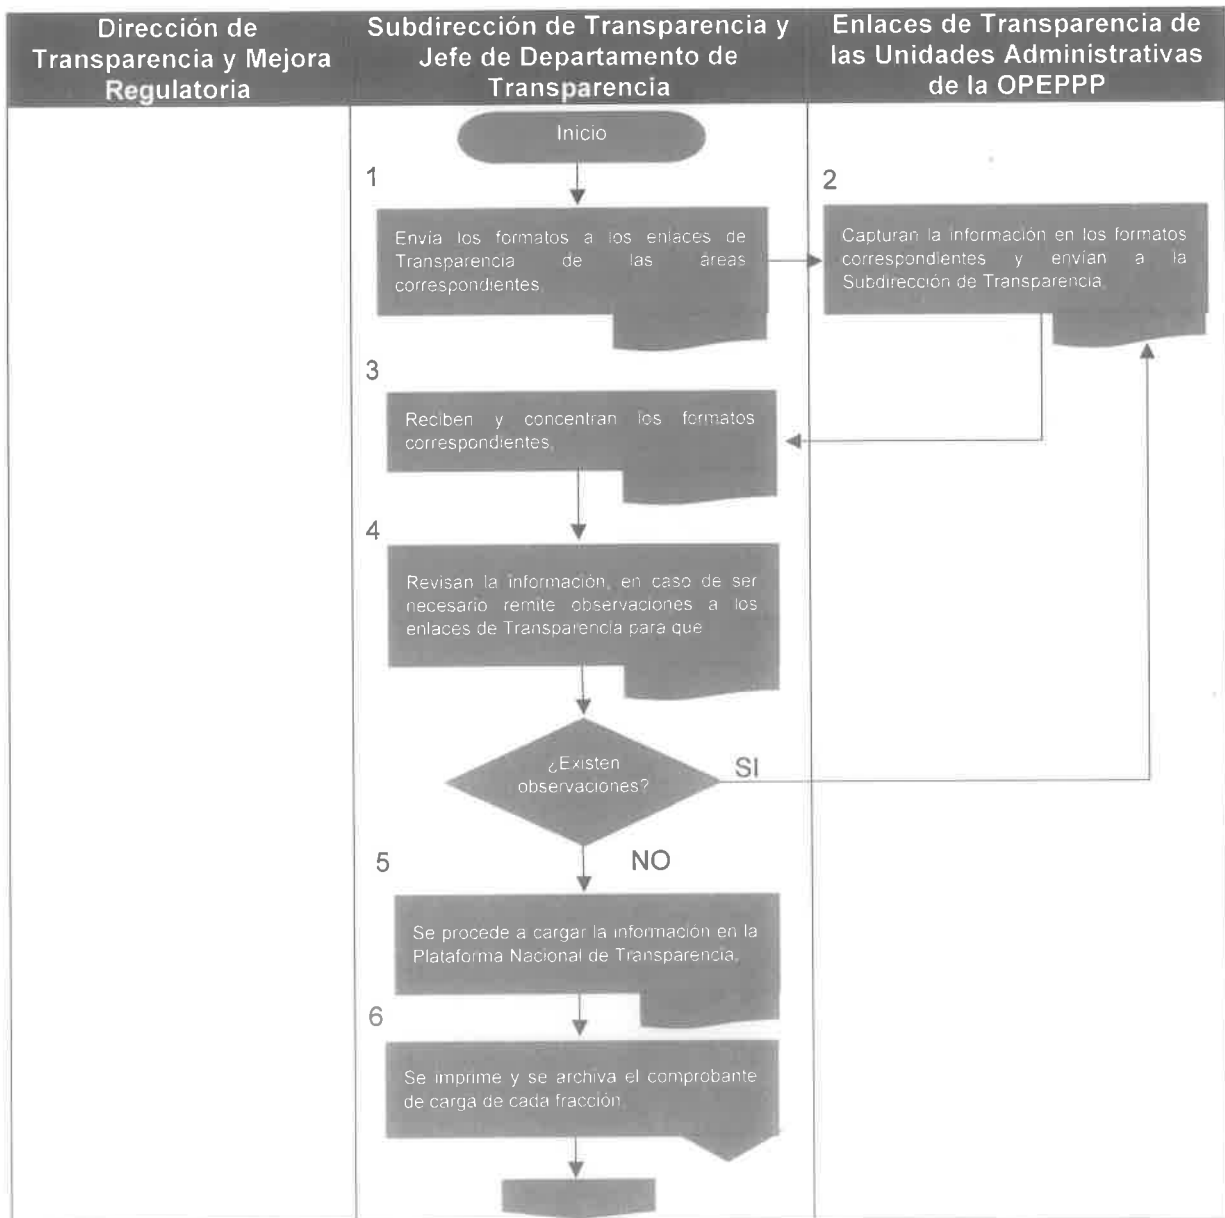 Dirección de
Transparencia y Mejora
Regulatoria
Subdirección de Transparencia y
Jefe de Departamento de
Transparencia
Enlaces de Transparencia de
las Unidades Administrativas
de la OPEPPP
Inicio
1
Envía los formatos a los enlaces de
Transparencia de las áreas
correspondientes.
2
Capturan la información en los formatos
correspondientes y envían a la
Subdirección de Transparencia.
3
Reciben y concentran los formatos
correspondientes.
4
Revisan la información, en caso de ser
necesario remite observaciones a los
enlaces de Transparencia para que
¿Existen
observaciones?
SI
NO
5
Se procede a cargar la información en la
Plataforma Nacional de Transparencia.
6
Se imprime y se archiva el comprobante
de carga de cada fracción.